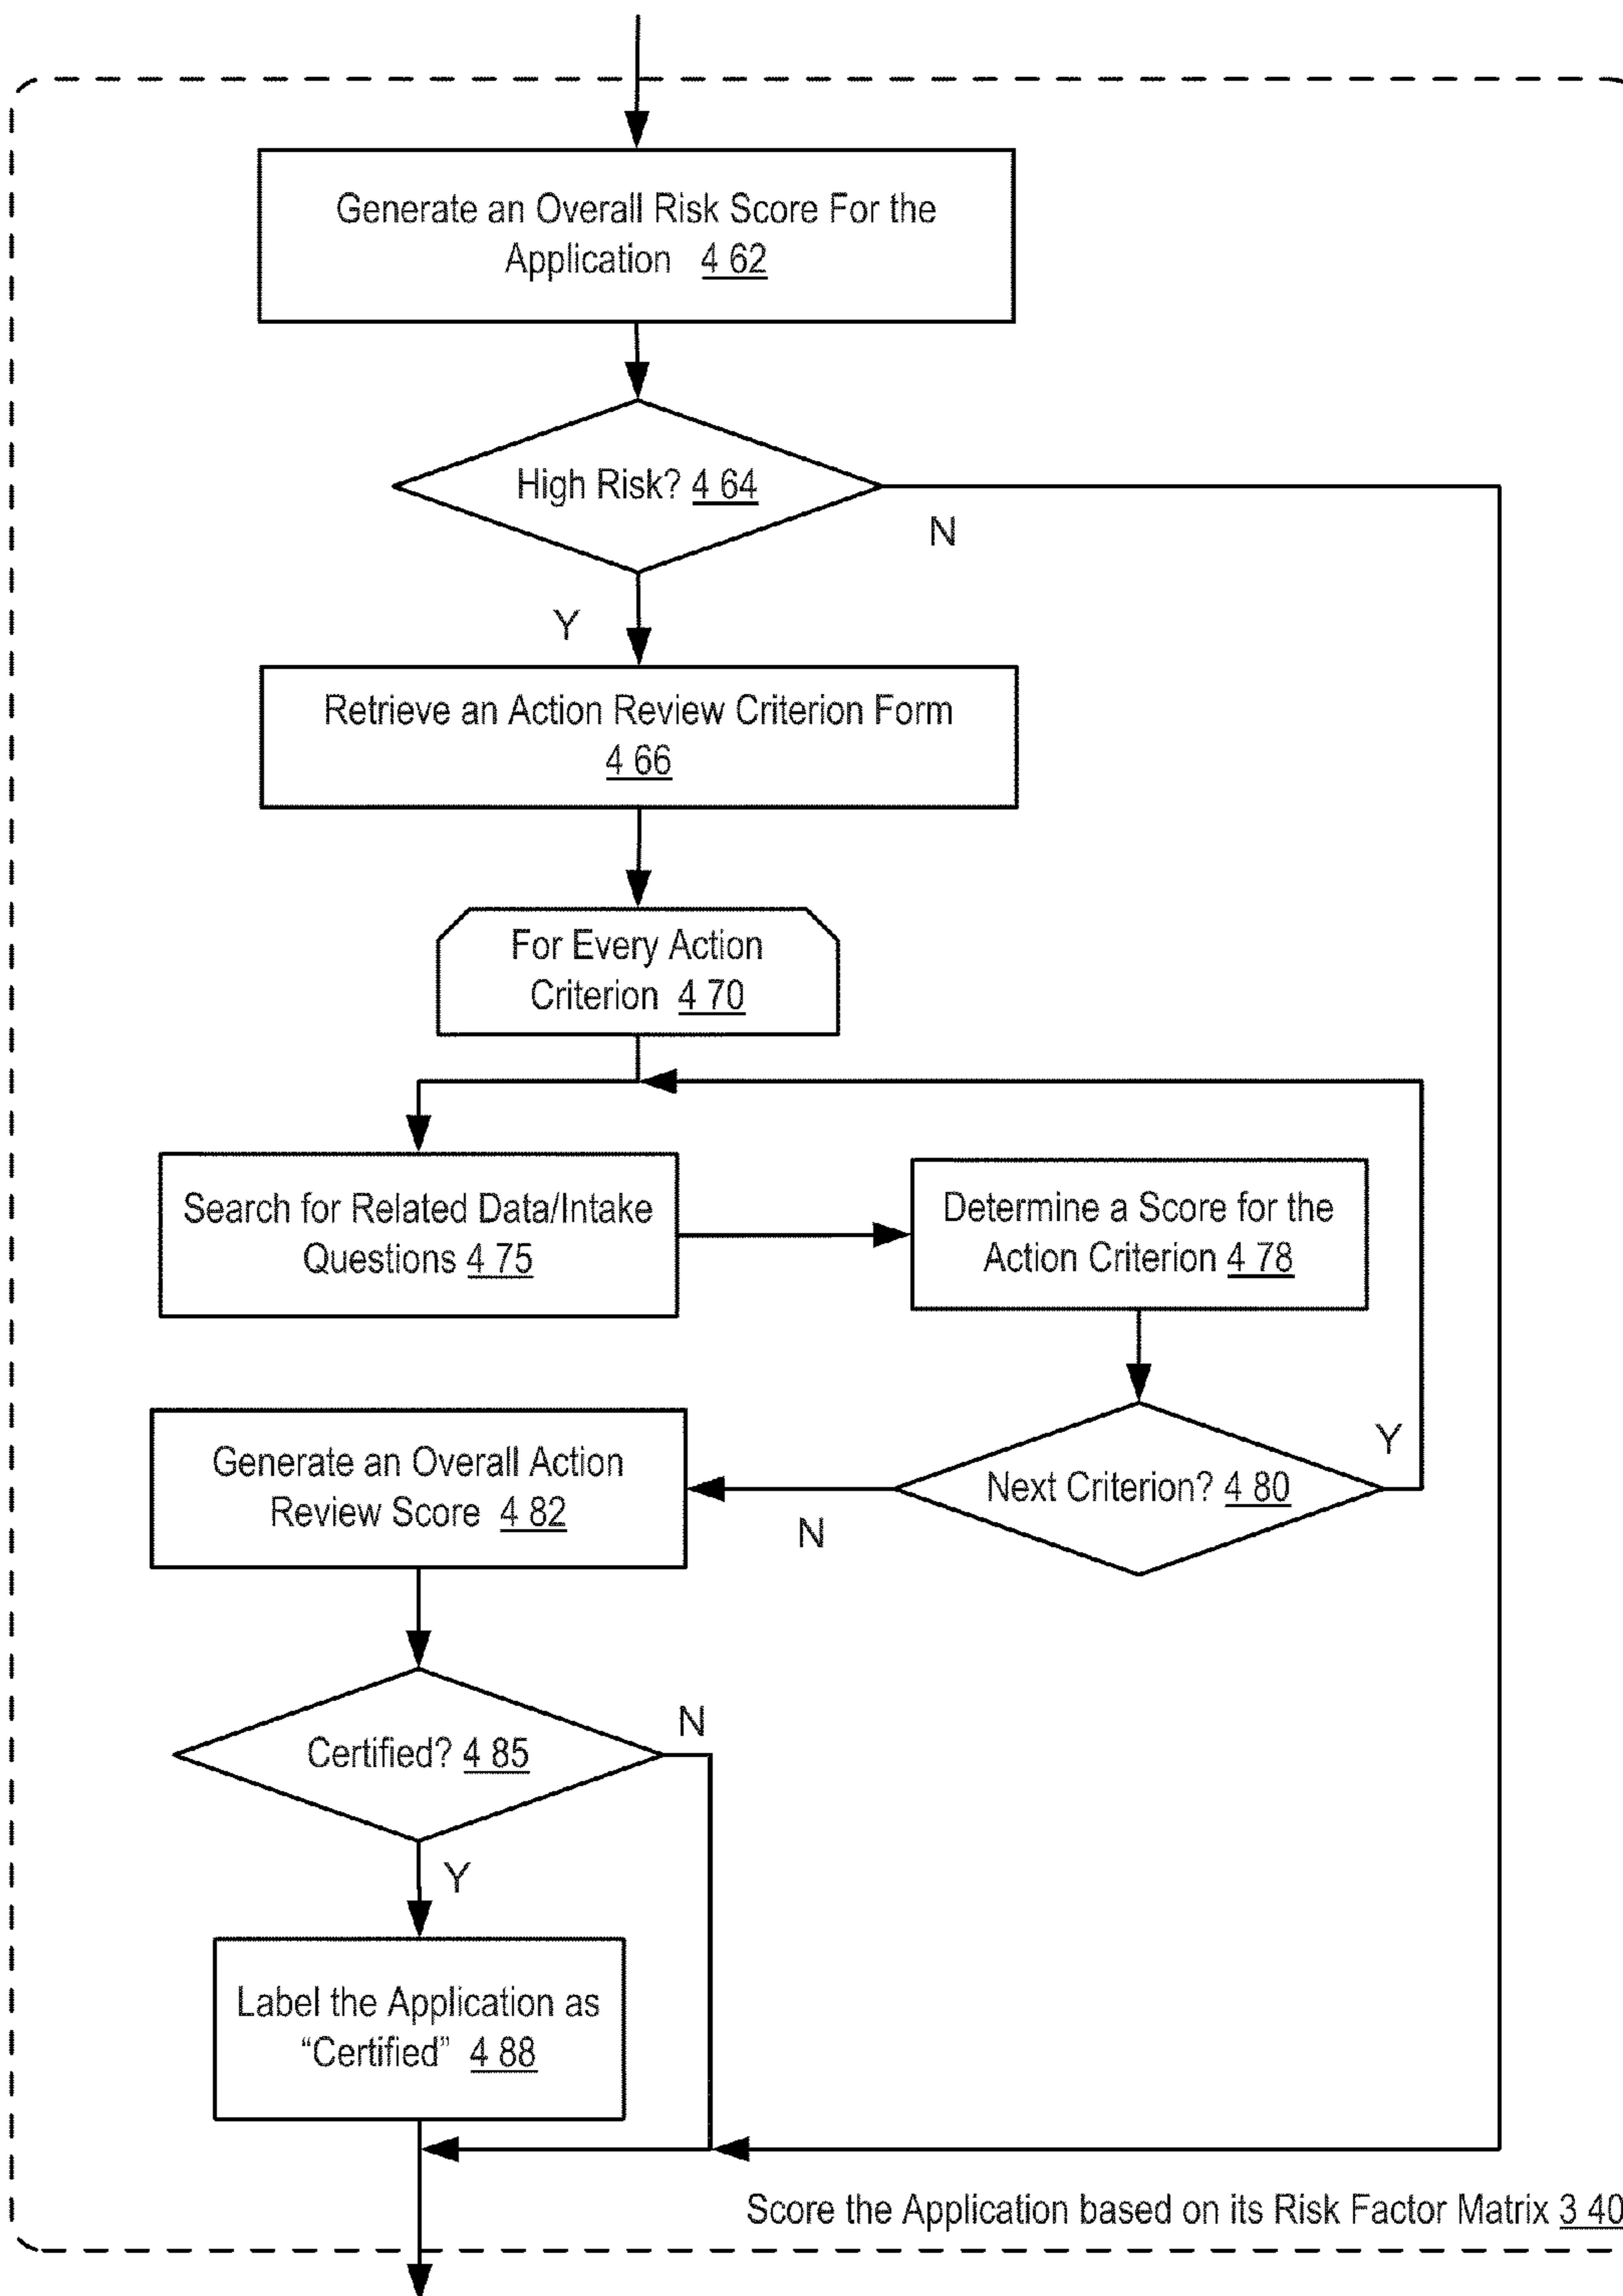 Generate an Overall Risk Score For the
Application 4 62
High Risk? 4 64
N
Y
Retrieve an Action Review Criterion Form
4 66
For Every Action
Criterion 4 70
Search for Related Data/Intake
Questions 4 75
Determine a Score for the
Action Criterion 4 78
Next Criterion? 4 80
Y
N
Generate an Overall Action
Review Score 4 82
Certified? 4 85
N
Y
Label the Application as
“Certified” 4 88
Score the Application based on its Risk Factor Matrix 3 40